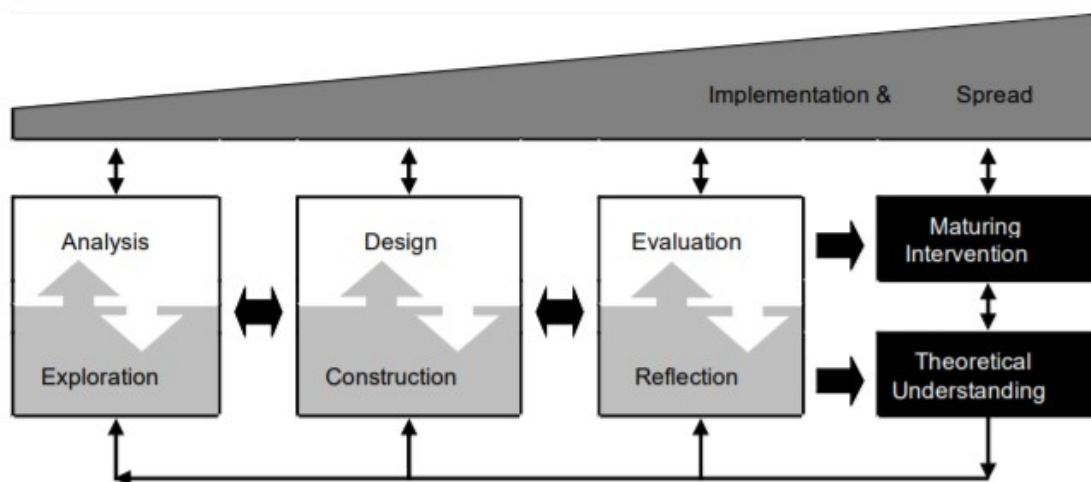 Implementation & Spread
Analysis
Exploration
Design
Construction
Evaluation
Reflection
Maturing
Intervention
Theoretical
Understanding